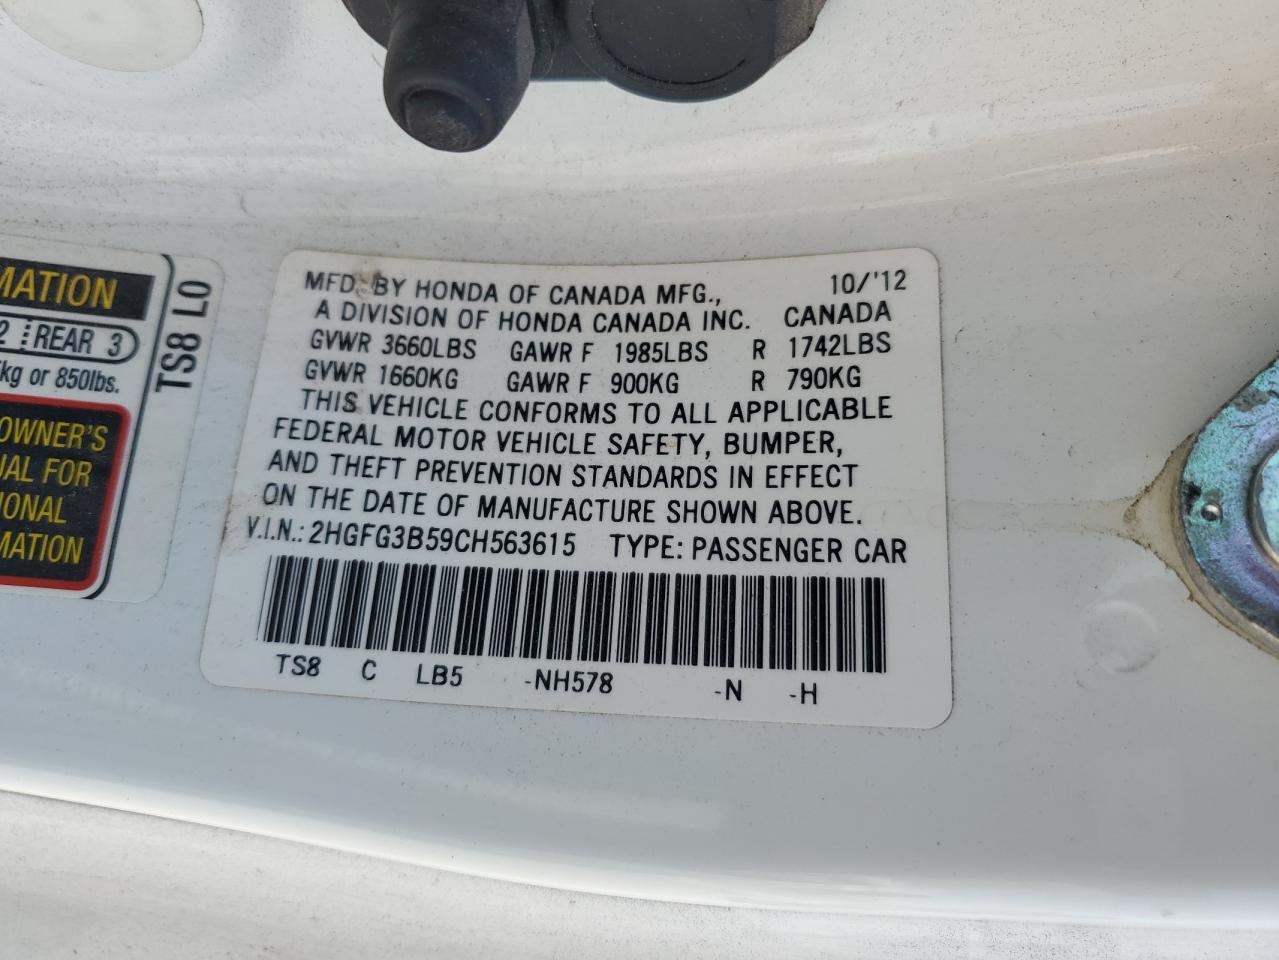 MATION
2 REAR 3
kg or 850lbs.
OWNER'S
UAL FOR
IONAL
MATION
TS8 L0
MFD. BY HONDA OF CANADA MFG., 10/'12
A DIVISION OF HONDA CANADA INC. CANADA
GVWR 3660LBS GAWR F 1985LBS R 1742LBS
GVWR 1660KG GAWR F 900KG R 790KG
THIS VEHICLE CONFORMS TO ALL APPLICABLE
FEDERAL MOTOR VEHICLE SAFETY, BUMPER,
AND THEFT PREVENTION STANDARDS IN EFFECT
ON THE DATE OF MANUFACTURE SHOWN ABOVE.
V.I.N.: 2HGFG3B59CH563615 TYPE: PASSENGER CAR
TS8 C LB5 -NH578 -N -H